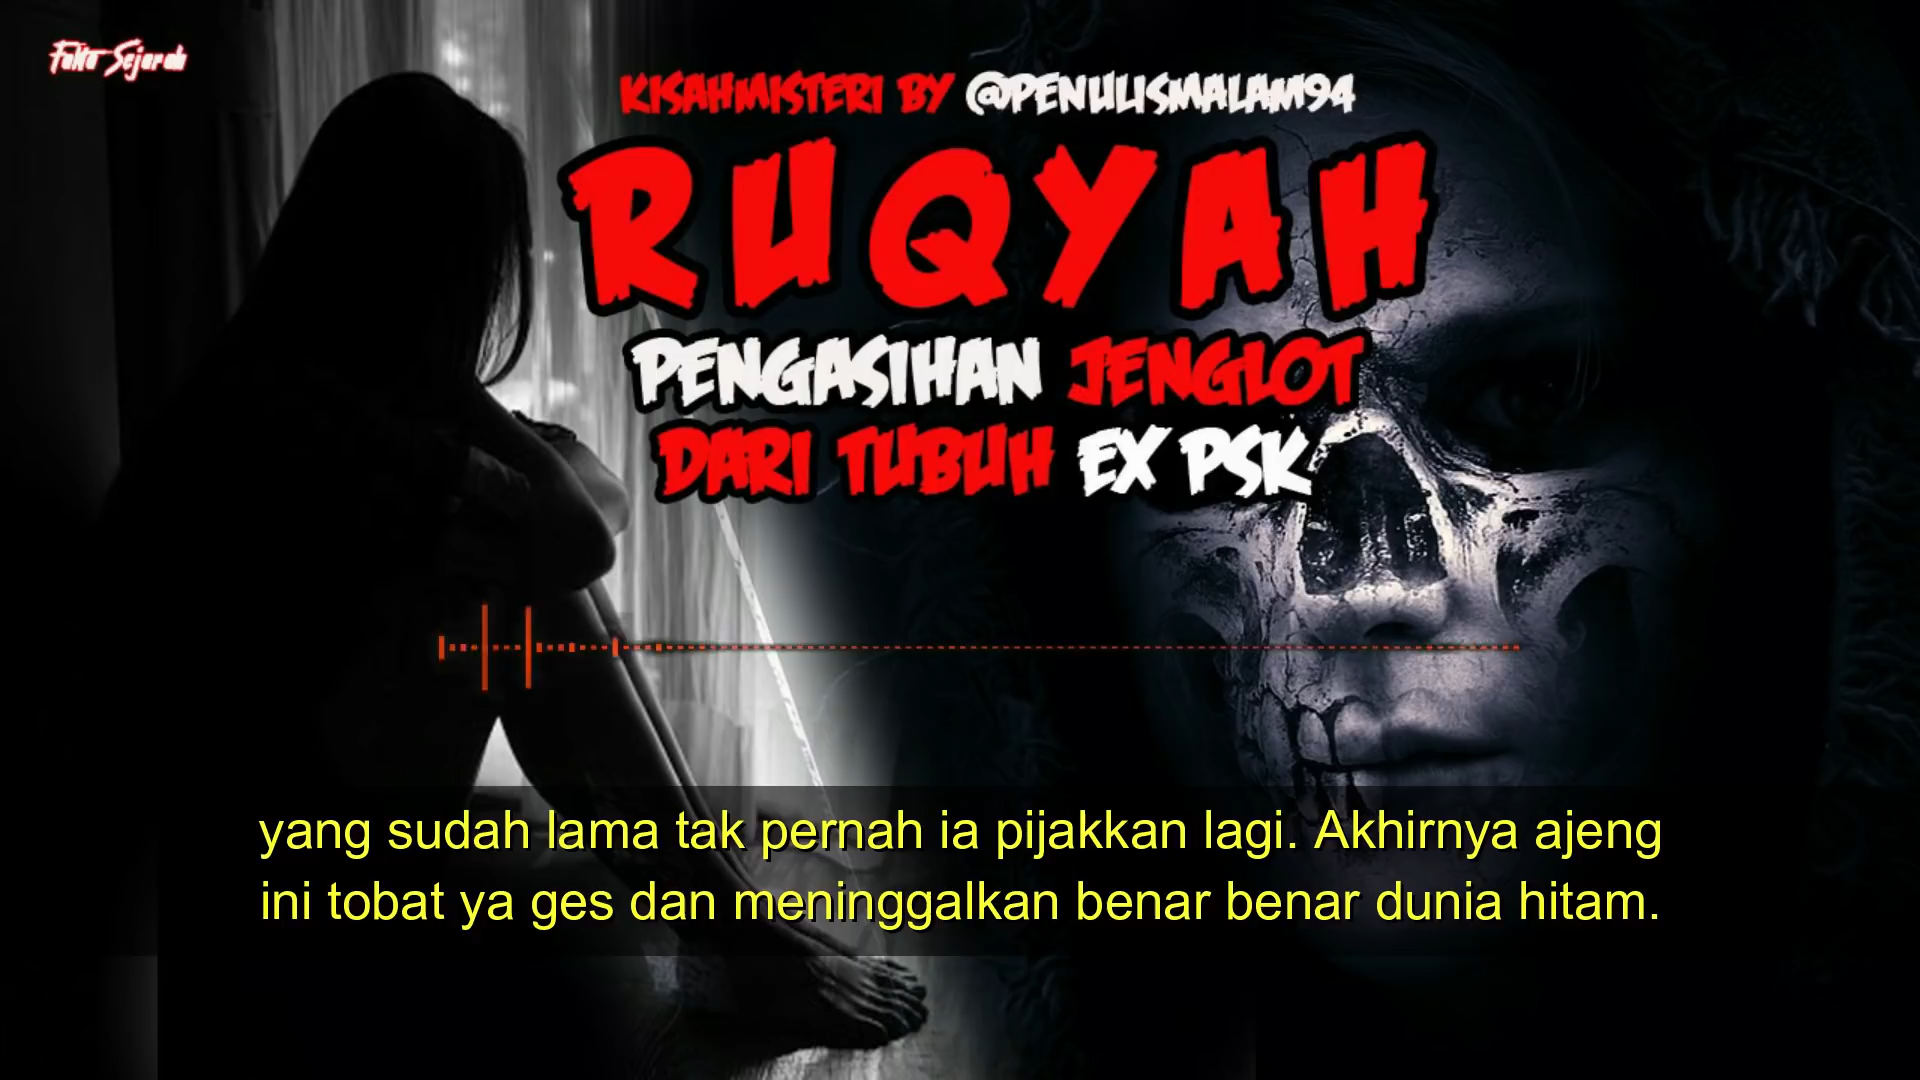 Fakta Sejarah
KISAHMISTERI BY @PENULISMALAM94
RUQYAH
PENGASIHAN JENGLOT
DARI TUBUH EX PSK
yang sudah lama tak pernah ia pijakkan lagi. Akhirnya ajeng
ini tobat ya ges dan meninggalkan benar benar dunia hitam.